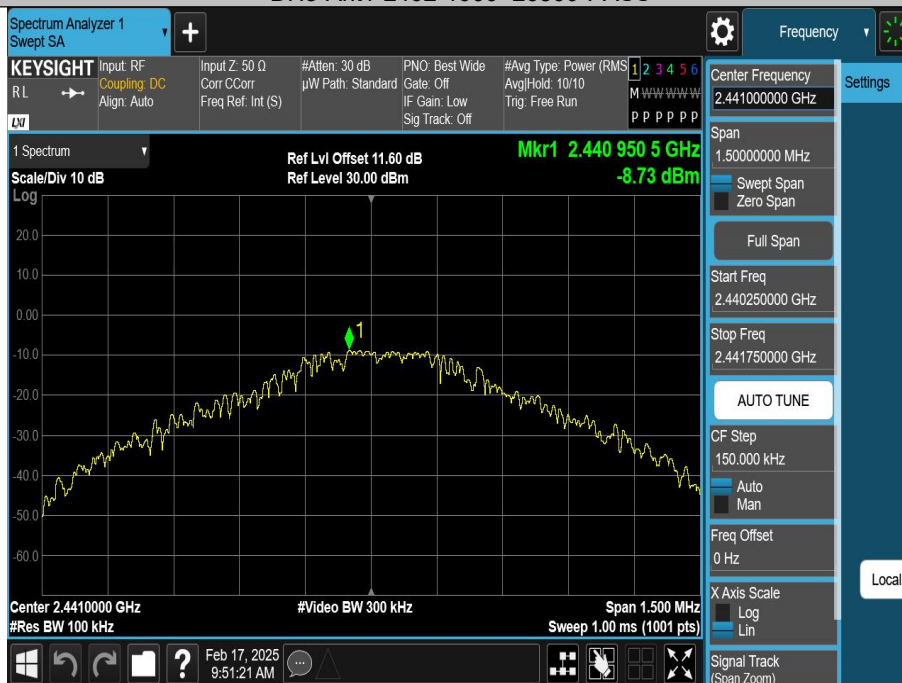 Spectrum Analyzer 1
Swept SA
+
Frequency
KEYSIGHT
RL
LXI
Input: RF
Coupling: DC
Align: Auto
Input Z: 50 Ω
Corr CCorr
Freq Ref: Int (S)
#Atten: 30 dB
µW Path: Standard
PNO: Best Wide
Gate: Off
IF Gain: Low
Sig Track: Off
#Avg Type: Power (RMS
Avg|Hold: 10/10
Trig: Free Run
1 2 3 4 5 6
M W W W W W
P P P P P P
1 Spectrum
Scale/Div 10 dB
Ref Lvl Offset 11.60 dB
Ref Level 30.00 dBm
Mkr1 2.440 950 5 GHz
-8.73 dBm
Log
20.0
10.0
0.00
-10.0
-20.0
-30.0
-40.0
-50.0
-60.0
1
Center 2.4410000 GHz
#Res BW 100 kHz
#Video BW 300 kHz
Span 1.500 MHz
Sweep 1.00 ms (1001 pts)
?
Feb 17, 2025
9:51:21 AM
Center Frequency
2.441000000 GHz
Span
1.50000000 MHz
Swept Span
Zero Span
Full Span
Start Freq
2.440250000 GHz
Stop Freq
2.441750000 GHz
AUTO TUNE
CF Step
150.000 kHz
Auto
Man
Freq Offset
0 Hz
X Axis Scale
Log
Lin
Signal Track
(Span Zoom)
Settings
Local